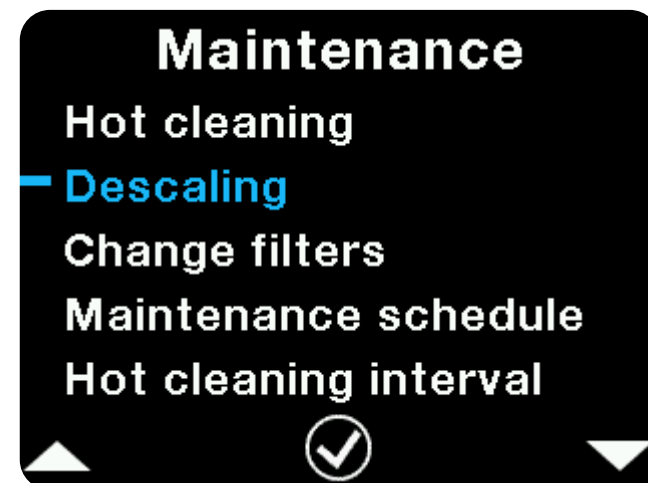 Maintenance
Hot cleaning
Descaling
Change filters
Maintenance schedule
Hot cleaning interval